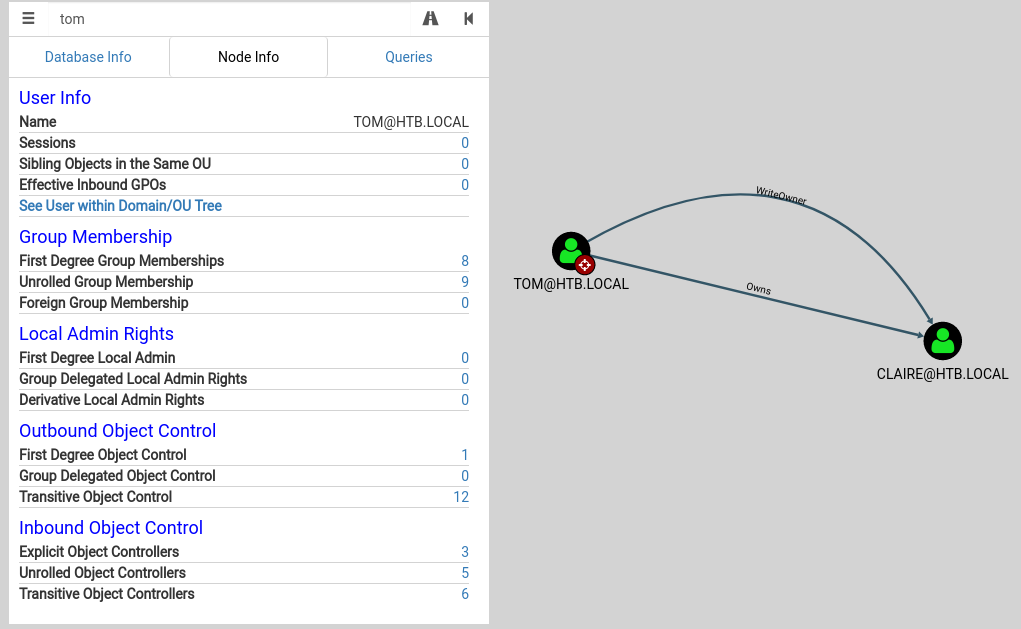 tom
Database Info Node Info Queries
User Info
Name TOM@HTB.LOCAL
Sessions 0
Sibling Objects in the Same OU 0
Effective Inbound GPOs 0
See User within Domain/OU Tree
Group Membership
First Degree Group Memberships 8
Unrolled Group Membership 9
Foreign Group Membership 0
Local Admin Rights
First Degree Local Admin 0
Group Delegated Local Admin Rights 0
Derivative Local Admin Rights 0
Outbound Object Control
First Degree Object Control 1
Group Delegated Object Control 0
Transitive Object Control 12
Inbound Object Control
Explicit Object Controllers 3
Unrolled Object Controllers 5
Transitive Object Controllers 6
WriteOwner
TOM@HTB.LOCAL
Owns
CLAIRE@HTB.LOCAL